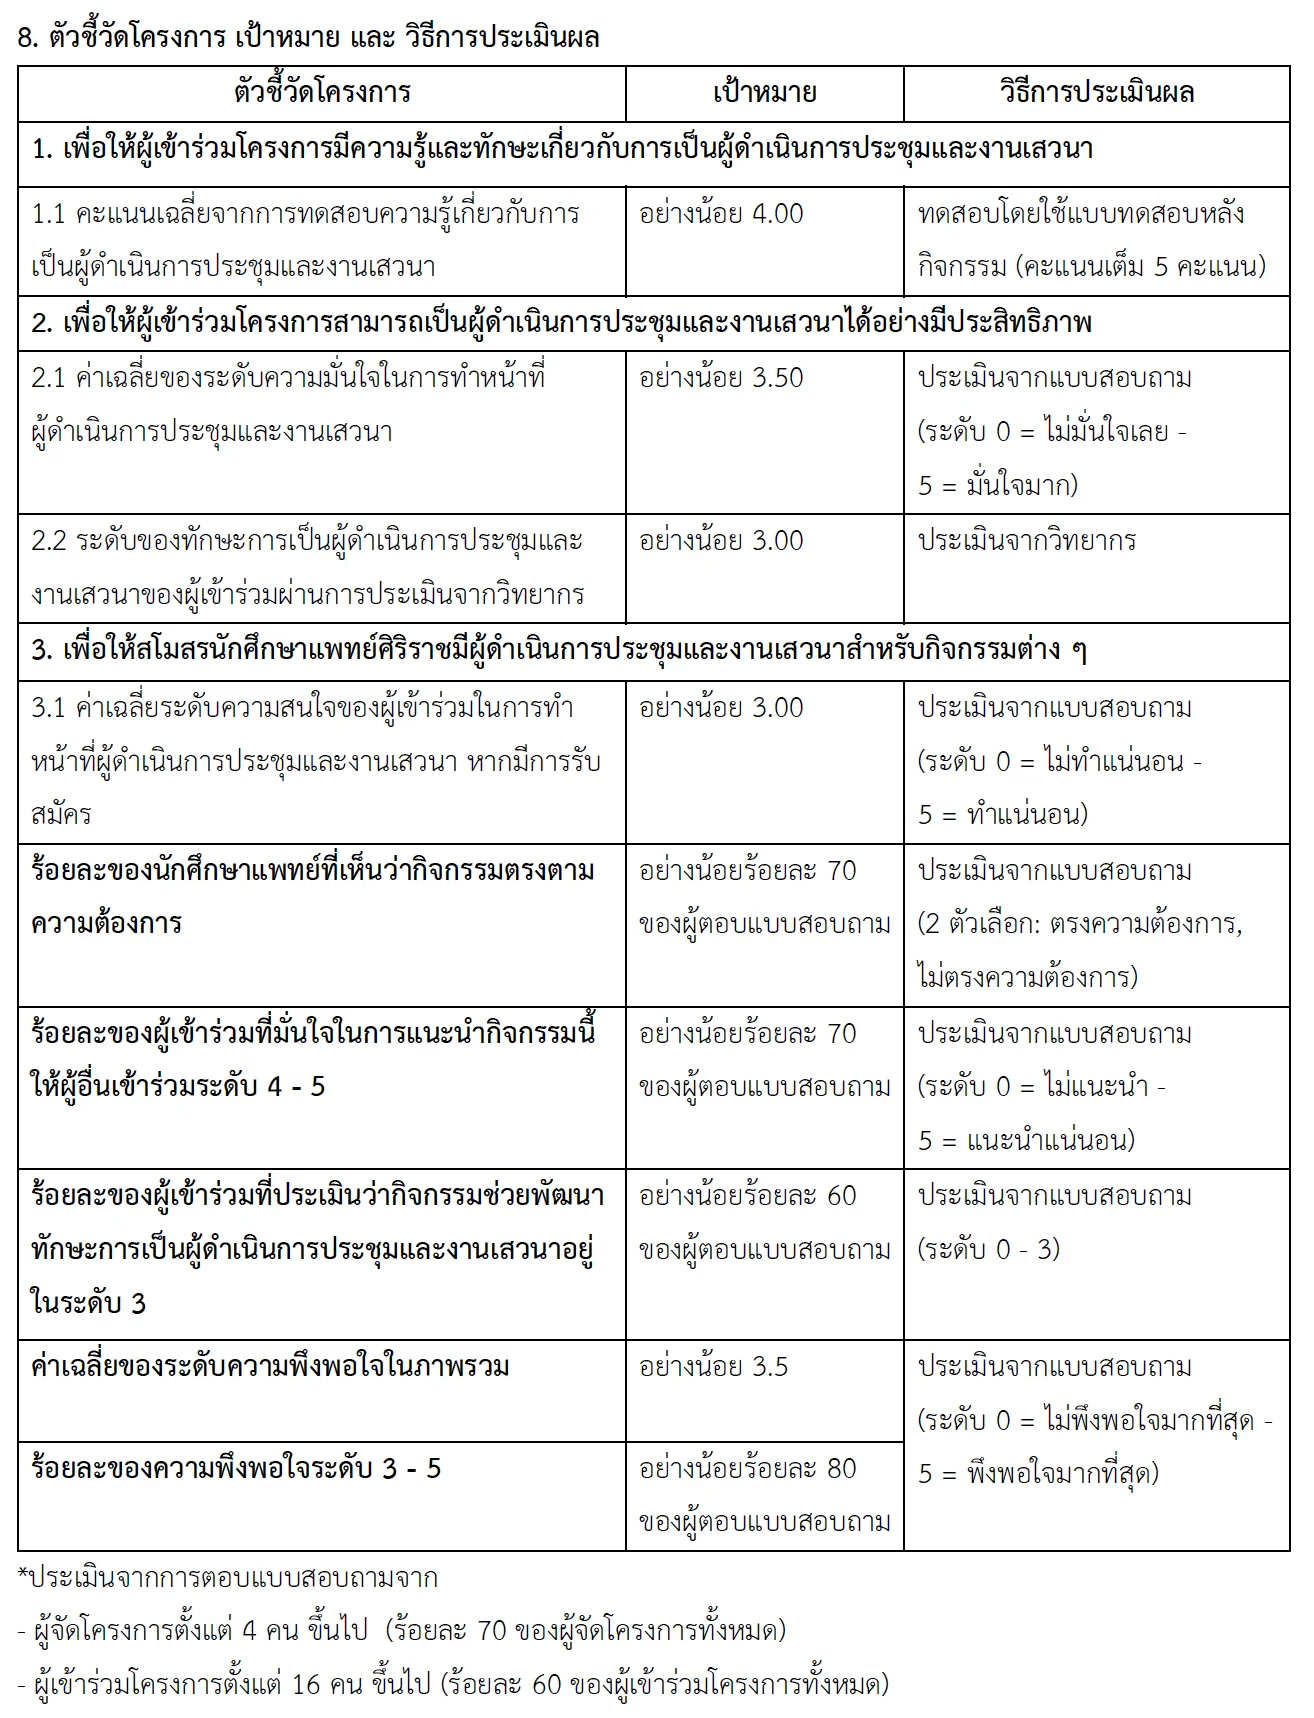 8. ตัวชี้วัดโครงการ เป้าหมาย และ วิธีการประเมินผล
ตัวชี้วัดโครงการ
เป้าหมาย
วิธีการประเมินผล
1. เพื่อให้ผู้เข้าร่วมโครงการมีความรู้และทักษะเกี่ยวกับการเป็นผู้ดำเนินการประชุมและงานเสวนา
1.1 คะแนนเฉลี่ยจากการทดสอบความรู้เกี่ยวกับการ
เป็นผู้ดำเนินการประชุมและงานเสวนา
อย่างน้อย 4.00
ทดสอบโดยใช้แบบทดสอบหลัง
กิจกรรม (คะแนนเต็ม 5 คะแนน)
2. เพื่อให้ผู้เข้าร่วมโครงการสามารถเป็นผู้ดำเนินการประชุมและงานเสวนาได้อย่างมีประสิทธิภาพ
2.1 ค่าเฉลี่ยของระดับความมั่นใจในการทำหน้าที่
ผู้ดำเนินการประชุมและงานเสวนา
อย่างน้อย 3.50
ประเมินจากแบบสอบถาม
(ระดับ 0 = ไม่มั่นใจเลย -
5 = มั่นใจมาก)
2.2 ระดับของทักษะการเป็นผู้ดำเนินการประชุมและ
งานเสวนาของผู้เข้าร่วมผ่านการประเมินจากวิทยากร
อย่างน้อย 3.00
ประเมินจากวิทยากร
3. เพื่อให้สโมสรนักศึกษาแพทย์ศิริราชมีผู้ดำเนินการประชุมและงานเสวนาสำหรับกิจกรรมต่าง ๆ
3.1 ค่าเฉลี่ยระดับความสนใจของผู้เข้าร่วมในการทำ
หน้าที่ผู้ดำเนินการประชุมและงานเสวนา หากมีการรับ
สมัคร
อย่างน้อย 3.00
ประเมินจากแบบสอบถาม
(ระดับ 0 = ไม่ทำแน่นอน -
5 = ทำแน่นอน)
ร้อยละของนักศึกษาแพทย์ที่เห็นว่ากิจกรรมตรงตาม
ความต้องการ
อย่างน้อยร้อยละ 70
ของผู้ตอบแบบสอบถาม
ประเมินจากแบบสอบถาม
(2 ตัวเลือก: ตรงความต้องการ,
ไม่ตรงความต้องการ)
ร้อยละของผู้เข้าร่วมที่มั่นใจในการแนะนำกิจกรรมนี้
ให้ผู้อื่นเข้าร่วมระดับ 4 - 5
อย่างน้อยร้อยละ 70
ของผู้ตอบแบบสอบถาม
ประเมินจากแบบสอบถาม
(ระดับ 0 = ไม่แนะนำ -
5 = แนะนำแน่นอน)
ร้อยละของผู้เข้าร่วมที่ประเมินว่ากิจกรรมช่วยพัฒนา
ทักษะการเป็นผู้ดำเนินการประชุมและงานเสวนาอยู่
ในระดับ 3
อย่างน้อยร้อยละ 60
ของผู้ตอบแบบสอบถาม
ประเมินจากแบบสอบถาม
(ระดับ 0 - 3)
ค่าเฉลี่ยของระดับความพึงพอใจในภาพรวม
อย่างน้อย 3.5
ประเมินจากแบบสอบถาม
(ระดับ 0 = ไม่พึงพอใจมากที่สุด -
5 = พึงพอใจมากที่สุด)
ร้อยละของความพึงพอใจระดับ 3 - 5
อย่างน้อยร้อยละ 80
ของผู้ตอบแบบสอบถาม
*ประเมินจากการตอบแบบสอบถามจาก
- ผู้จัดโครงการตั้งแต่ 4 คน ขึ้นไป (ร้อยละ 70 ของผู้จัดโครงการทั้งหมด)
- ผู้เข้าร่วมโครงการตั้งแต่ 16 คน ขึ้นไป (ร้อยละ 60 ของผู้เข้าร่วมโครงการทั้งหมด)